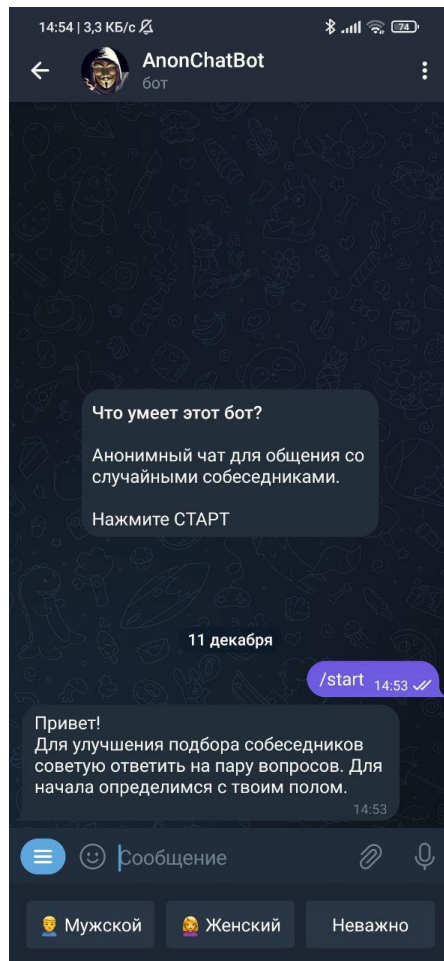 14:54 | 3,3 КБ/с
74
AnonChatBot
бот
Что умеет этот бот?
Анонимный чат для общения со
случайными собеседниками.
Нажмите СТАРТ
11 декабря
/start 14:53
Привет!
Для улучшения подбора собеседников
советую ответить на пару вопросов. Для
начала определимся с твоим полом.
14:53
Сообщение
Мужской
Женский
Неважно